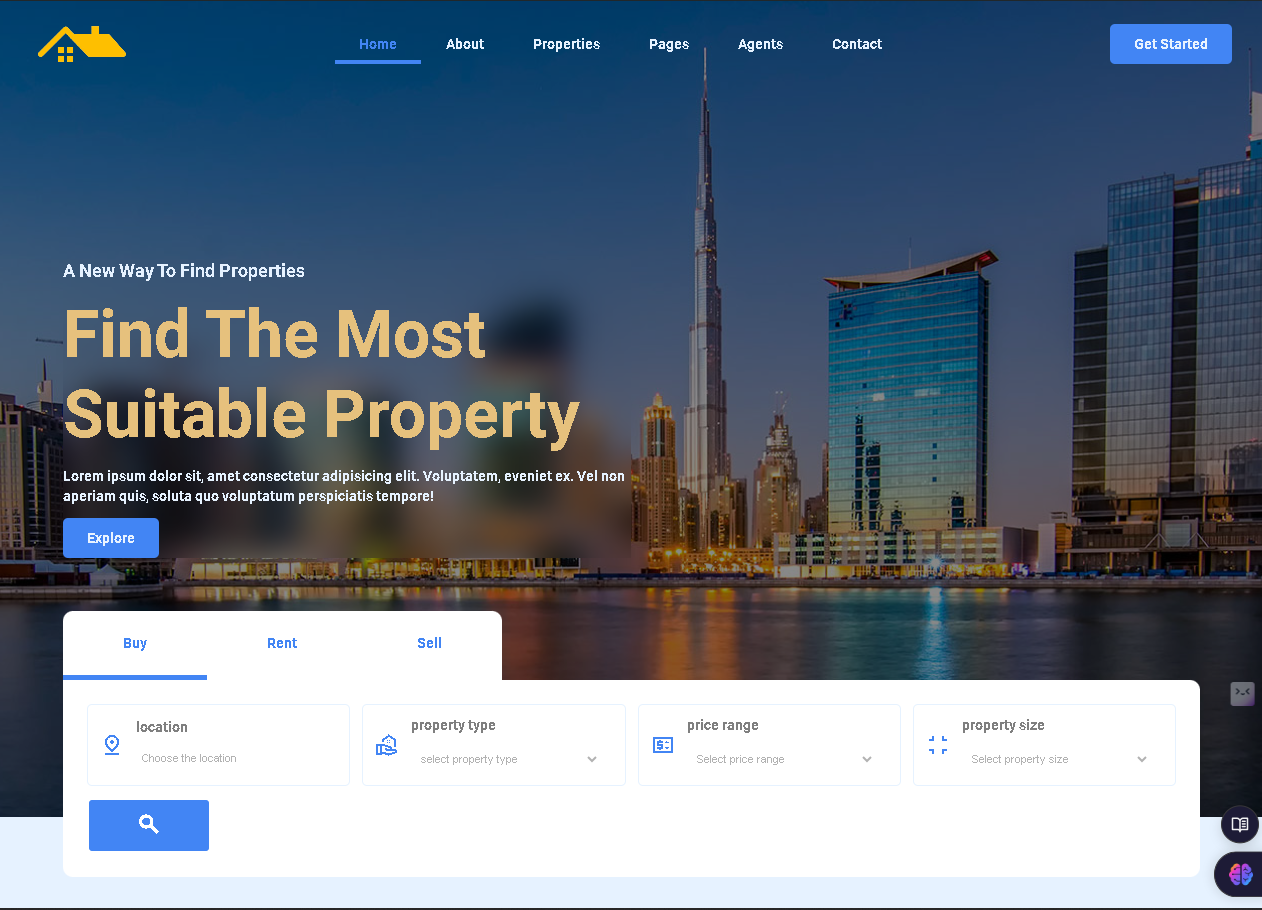 Home
About
Properties
Pages
Agents
Contact
Get Started
A New Way To Find Properties
Find The Most
Suitable Property
Lorem ipsum dolor sit, amet consectetur adipisicing elit. Voluptatem, eveniet ex. Vel non
aperiam quis, soluta quo voluptatum perspiciatis tempore!
Explore
Buy
Rent
Sell
location
Choose the location
property type
select property type
price range
Select price range
property size
Select property size